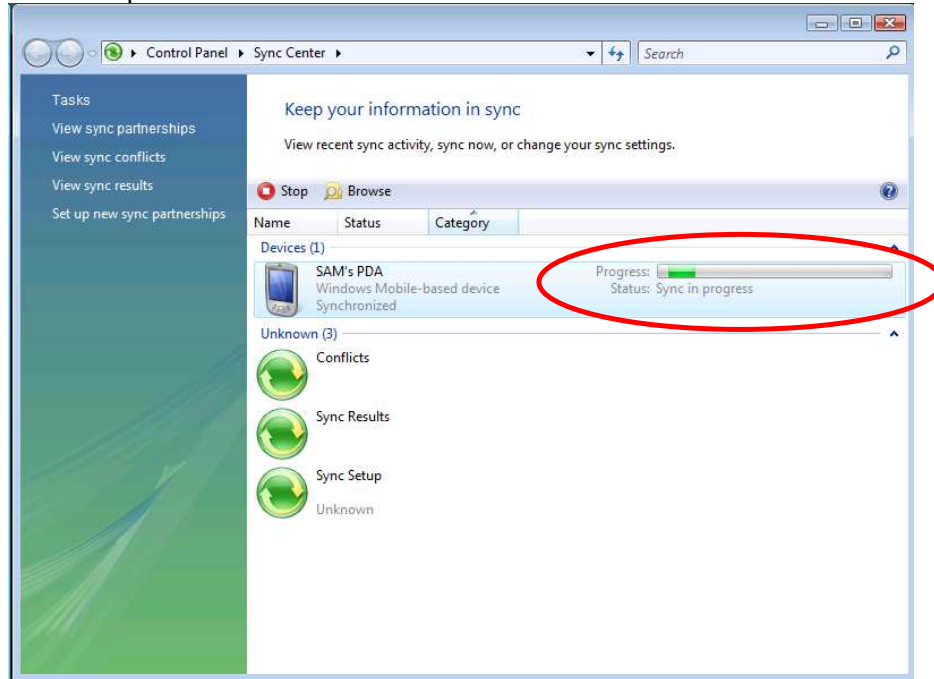 Control Panel ▸ Sync Center ▸
Search
Tasks
View sync partnerships
View sync conflicts
View sync results
Set up new sync partnerships
Keep your information in sync
View recent sync activity, sync now, or change your sync settings.
Stop Browse
Name Status Category
Devices (1)
SAM's PDA
Windows Mobile-based device
Synchronized
Progress:
Status: Sync in progress
Unknown (3)
Conflicts
Sync Results
Sync Setup
Unknown